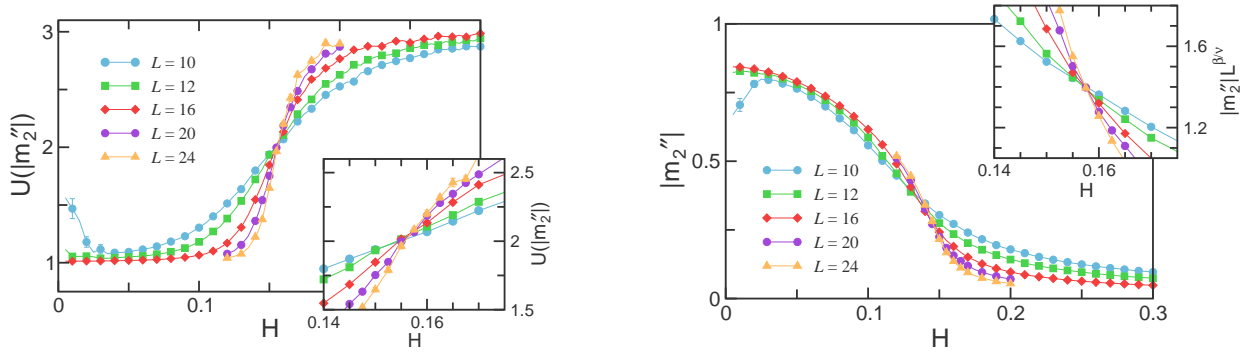 3
2
1
0
0.1
H
U(|m₂″|)
L = 10
L = 12
L = 16
L = 20
L = 24
2.5
2
1.5
0.14
0.16
H
U(|m₂″|)
1
0.5
0
0
0.1
0.2
0.3
H
|m₂″|
L = 10
L = 12
L = 16
L = 20
L = 24
1.6
1.2
0.14
0.16
H
|m₂″|L^β/ν